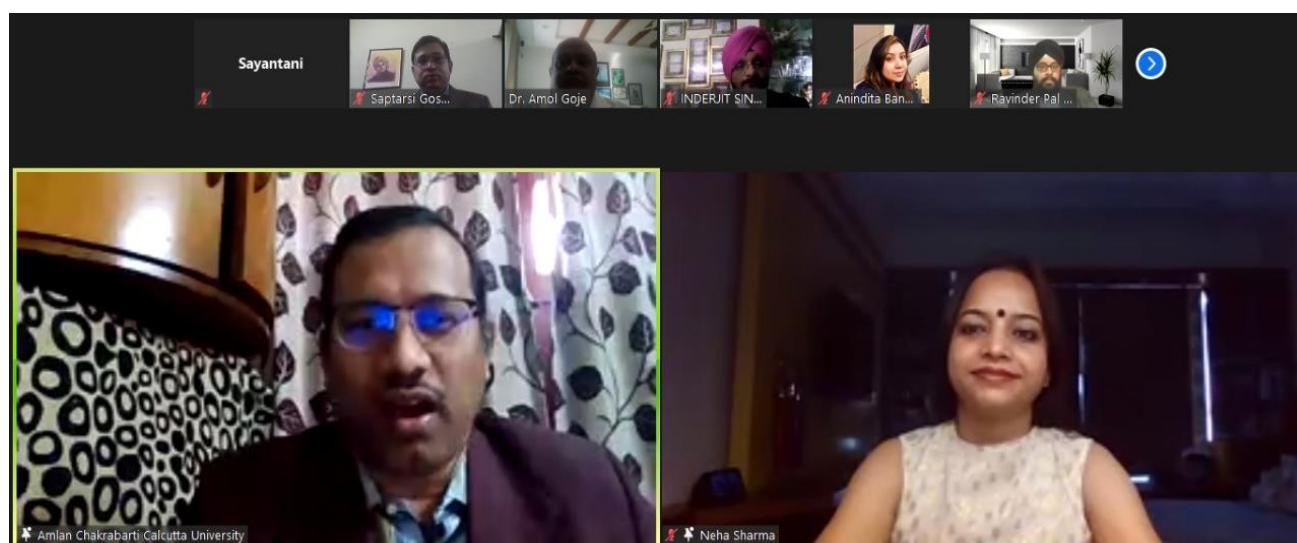 Sayantani
Saptarsi Gos...
Dr. Amol Goje
INDERJIT SIN...
Anindita Ban...
Ravinder Pal ...
Amlan Chakrabarti Calcutta University
Neha Sharma